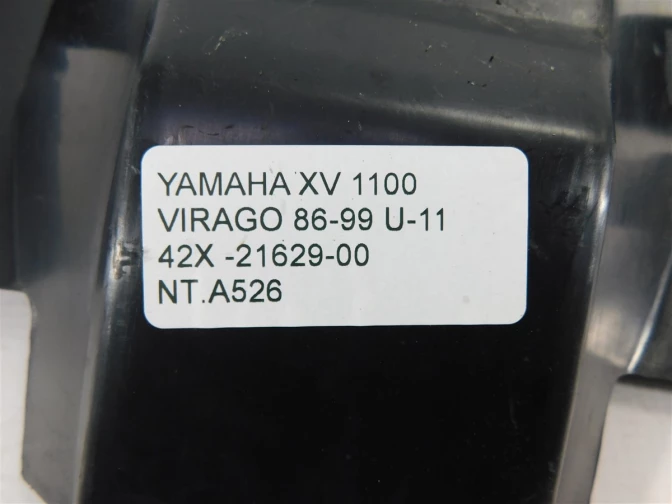 YAMAHA XV 1100
VIRAGO 86-99 U-11
42X -21629-00
NT.A526